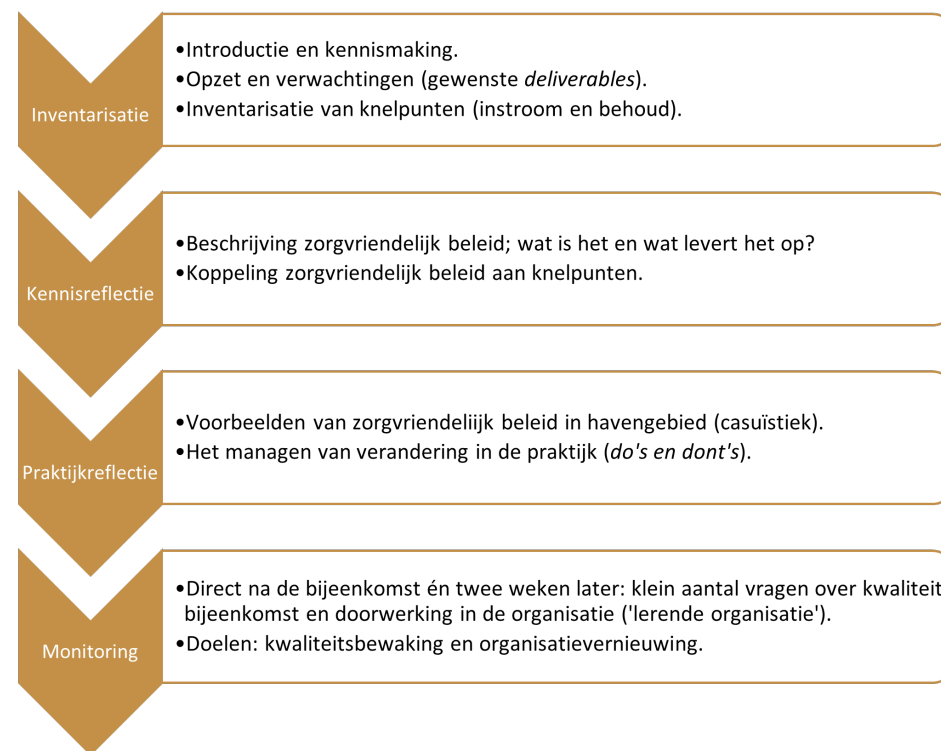 Inventarisatie
•Introductie en kennismaking.
•Opzet en verwachtingen (gewenste deliverables).
•Inventarisatie van knelpunten (instroom en behoud).
Kennisreflectie
•Beschrijving zorgvriendelijk beleid; wat is het en wat levert het op?
•Koppeling zorgvriendelijk beleid aan knelpunten.
Praktijkreflectie
•Voorbeelden van zorgvriendeliijk beleid in havengebied (casuïstiek).
•Het managen van verandering in de praktijk (do's en dont's).
Monitoring
•Direct na de bijeenkomst én twee weken later: klein aantal vragen over kwaliteit
bijeenkomst en doorwerking in de organisatie ('lerende organisatie').
•Doelen: kwaliteitsbewaking en organisatievernieuwing.